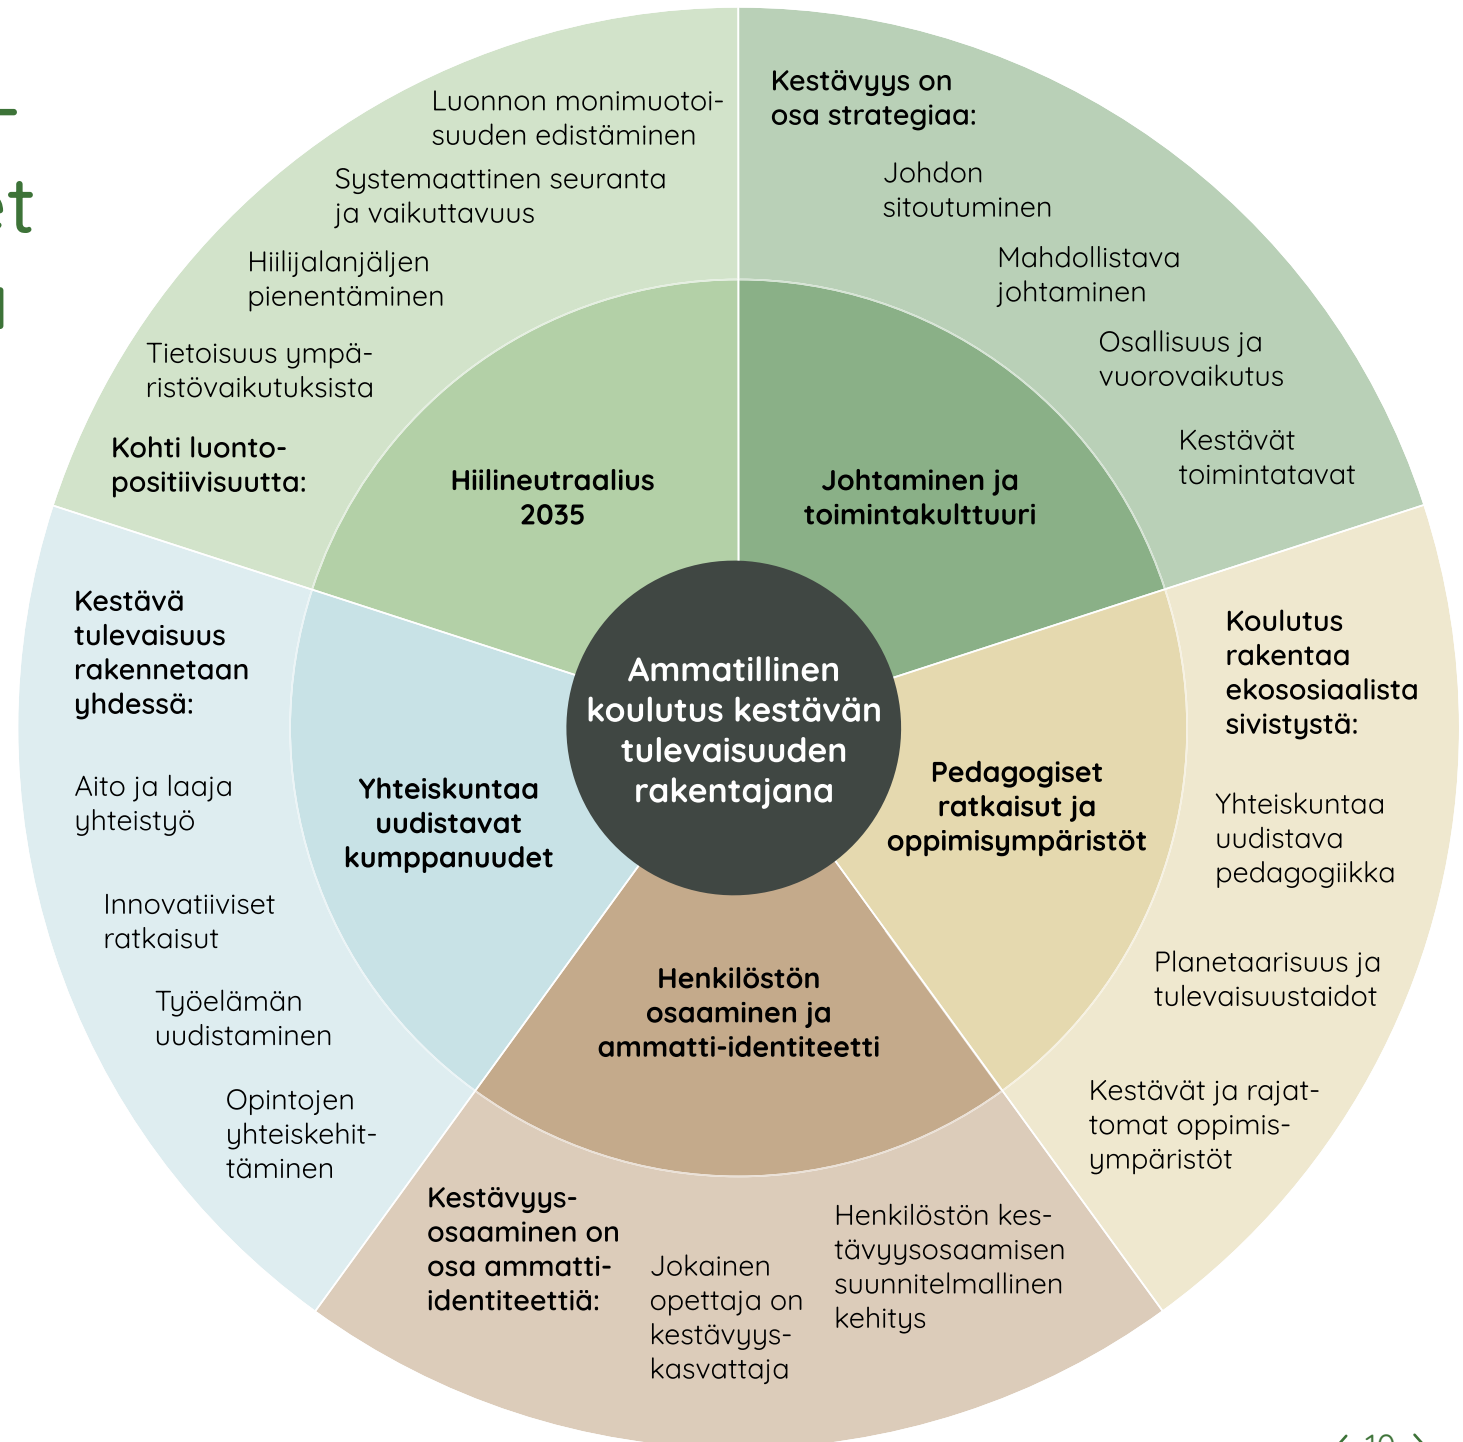 Luonnon monimuotoi-
suuden edistäminen
Systemaattinen seuranta
ja vaikuttavuus
Hiilijalanjäljen
pienentäminen
Tietoisuus ympä-
ristövaikutuksista
Kohti luonto-
positiivisuutta:
Hiilineutraalius
2035
Kestävyys on
osa strategiaa:
Johdon
sitoutuminen
Mahdollistava
johtaminen
Osallisuus ja
vuorovaikutus
Kestävät
toimintatavat
Johtaminen ja
toimintakulttuuri
Ammatillinen
koulutus kestävän
tulevaisuuden
rakentajana
Koulutus
rakentaa
ekososiaalista
sivistystä:
Yhteiskuntaa
uudistava
pedagogiikka
Planetaarisuus ja
tulevaisuustaidot
Kestävät ja rajat-
tomat oppimis-
ympäristöt
Pedagogiset
ratkaisut ja
oppimisympäristöt
Henkilöstön
osaaminen ja
ammatti-identiteetti
Kestävyys-
osaaminen on
osa ammatti-
identiteettiä:
Jokainen
opettaja on
kestävyys-
kasvattaja
Henkilöstön kes-
tävyysosaamisen
suunnitelmallinen
kehitys
Kestävä
tulevaisuus
rakennetaan
yhdessä:
Aito ja laaja
yhteistyö
Innovatiiviset
ratkaisut
Työelämän
uudistaminen
Opintojen
yhteiskehit-
täminen
Yhteiskuntaa
uudistavat
kumppanuudet